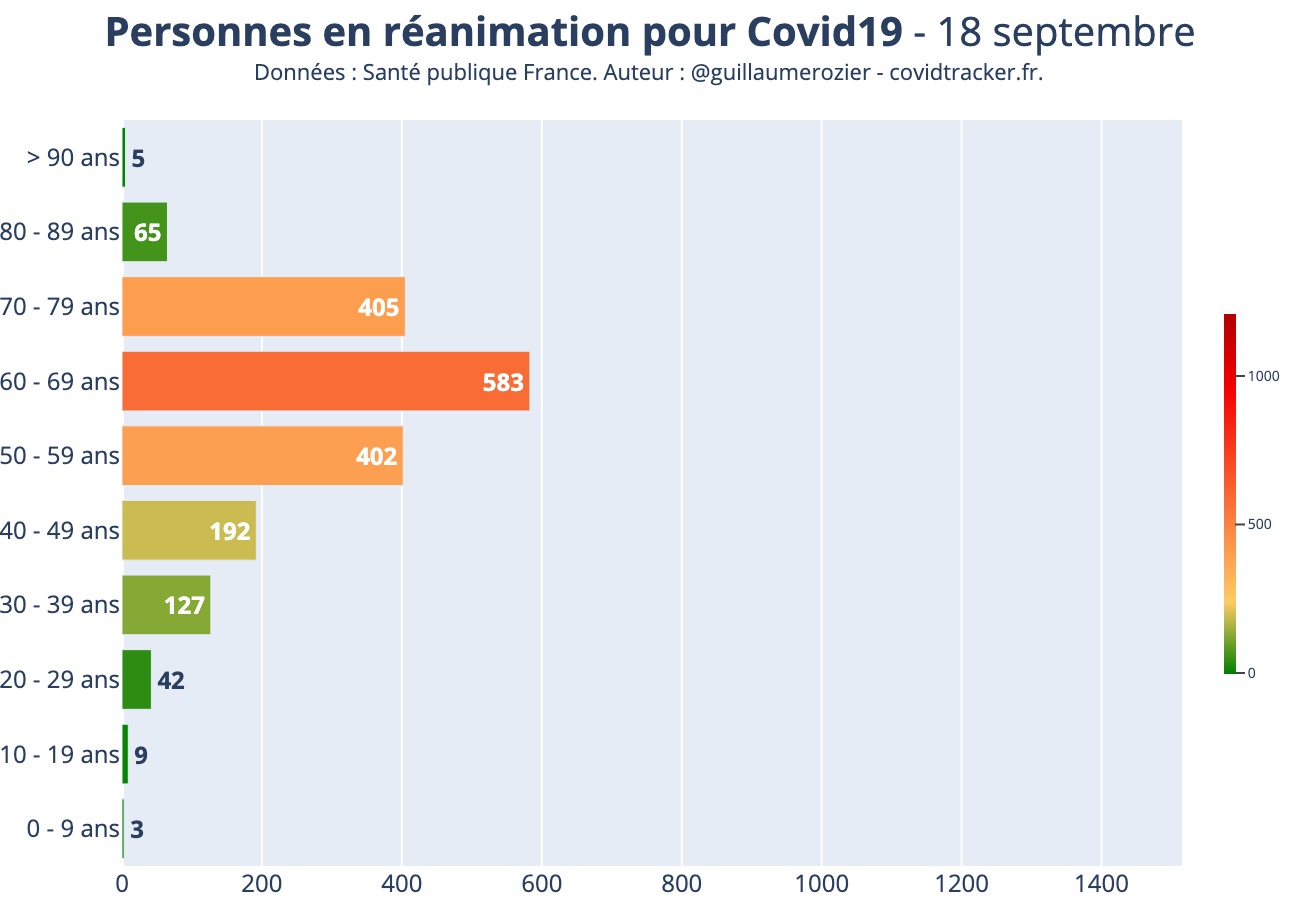 Personnes en réanimation pour Covid19 - 18 septembre
Données : Santé publique France. Auteur : @guillaumerozier - covidtracker.fr.
> 90 ans 5
80 - 89 ans 65
70 - 79 ans 405
60 - 69 ans 583
50 - 59 ans 402
40 - 49 ans 192
30 - 39 ans 127
20 - 29 ans 42
10 - 19 ans 9
0 - 9 ans 3
0 200 400 600 800 1000 1200 1400
1000
500
0